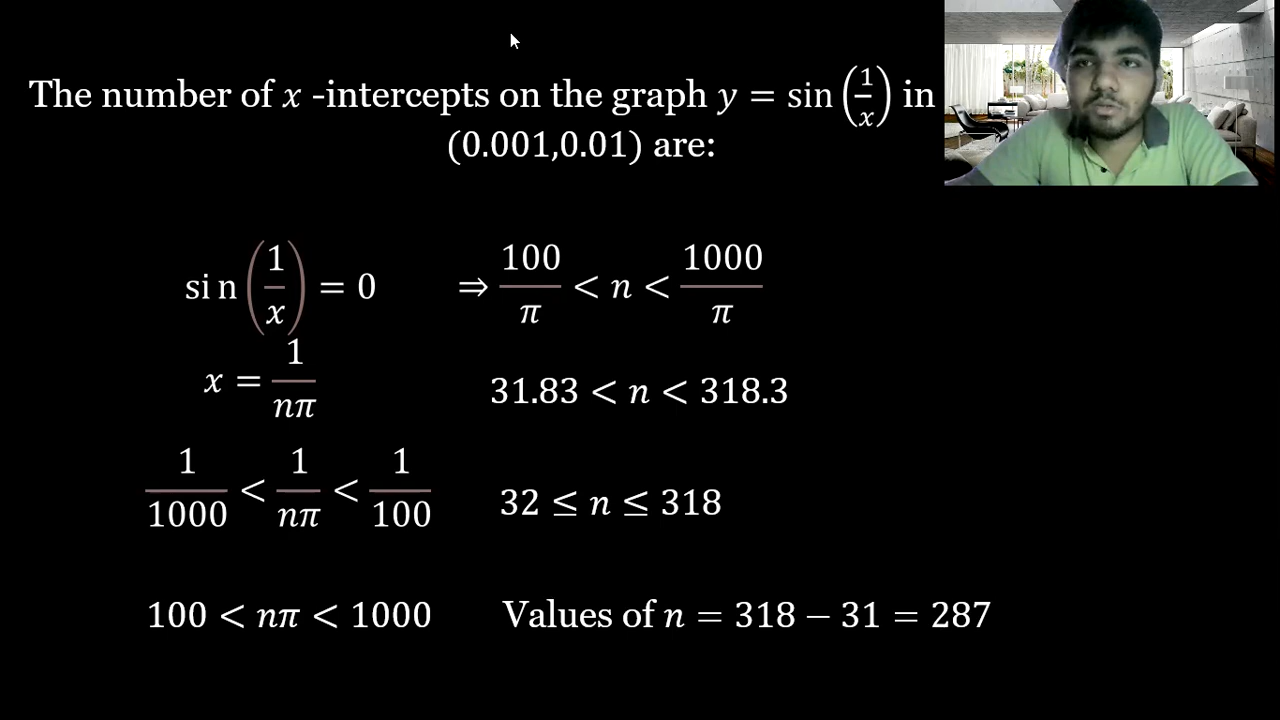 The number of x -intercepts on the graph y = sin (1/x) in
(0.001,0.01) are:
sin (1/x) = 0
x = 1/nπ
1/1000 < 1/nπ < 1/100
100 < nπ < 1000
⇒ 100/π < n < 1000/π
31.83 < n < 318.3
32 ≤ n ≤ 318
Values of n = 318 − 31 = 287